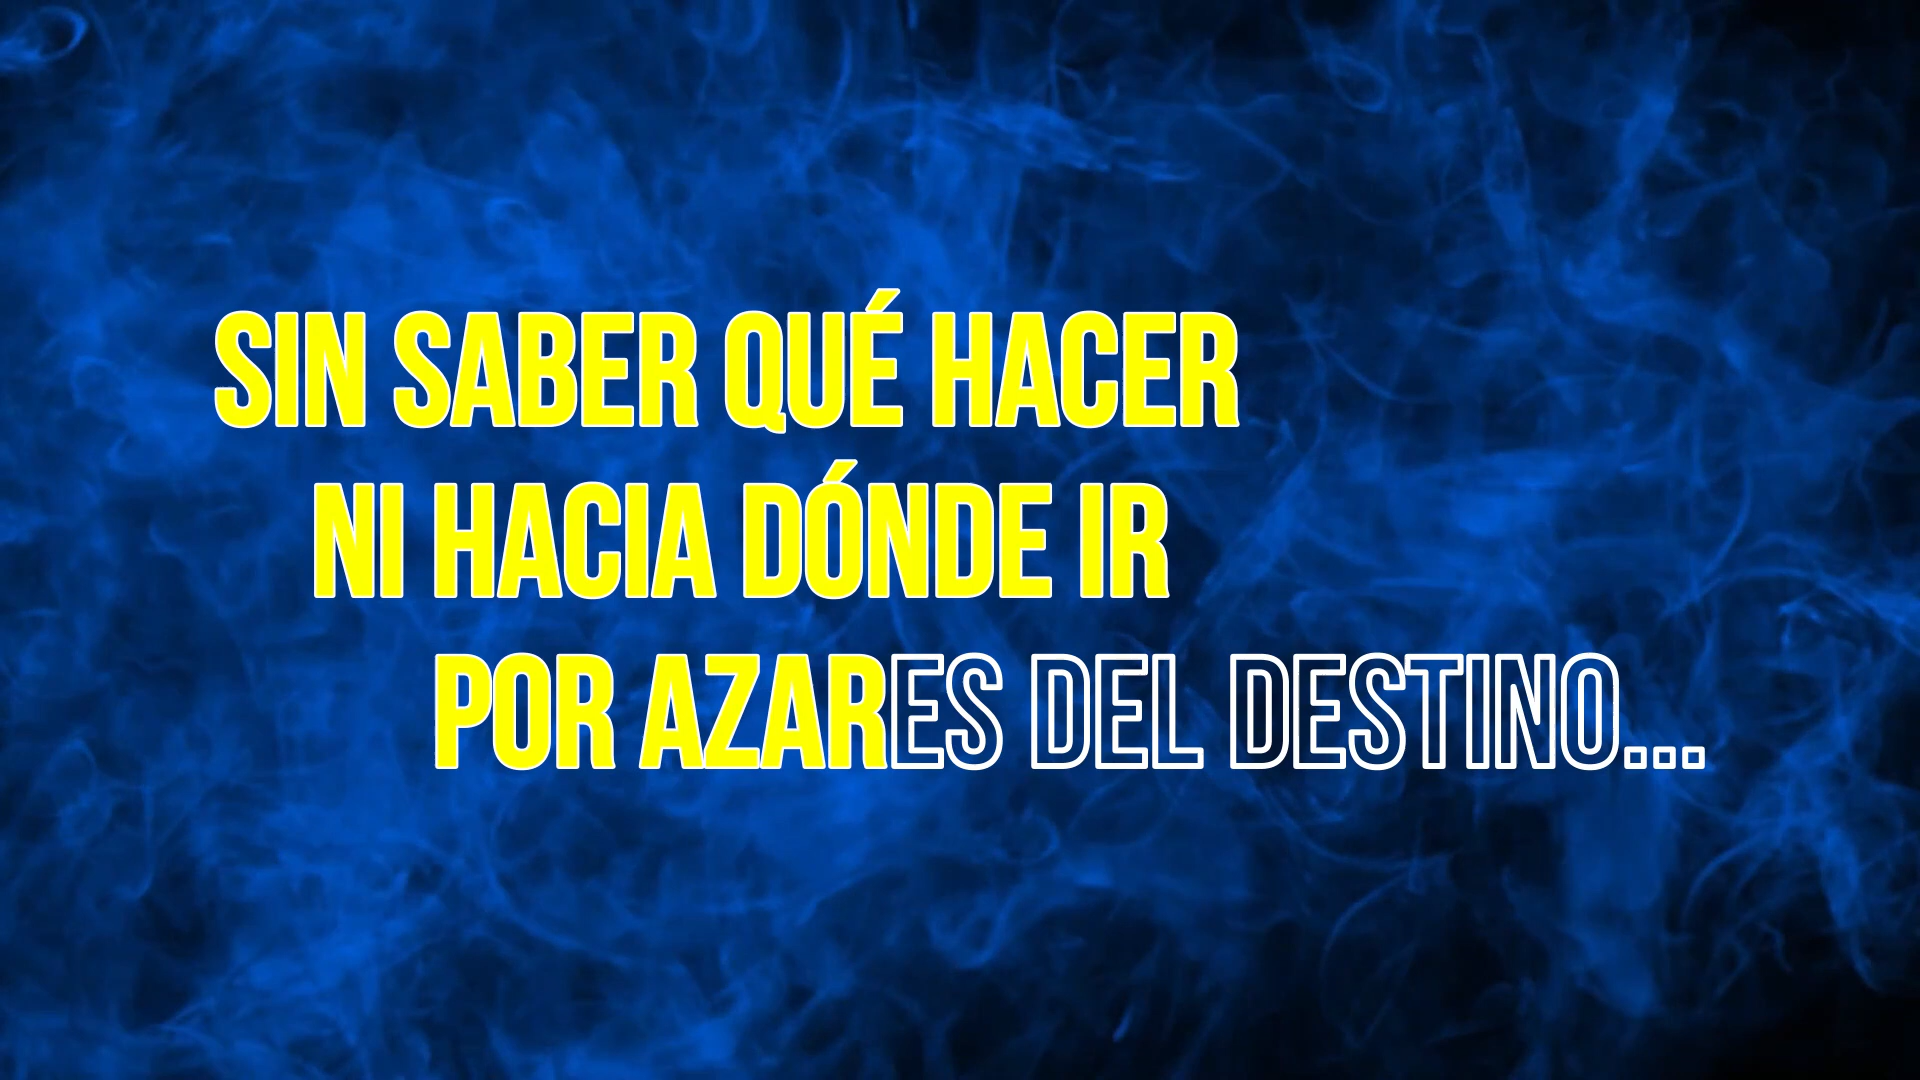 SIN SABER QUÉ HACER
NI HACIA DÓNDE IR
POR AZARES DEL DESTINO...